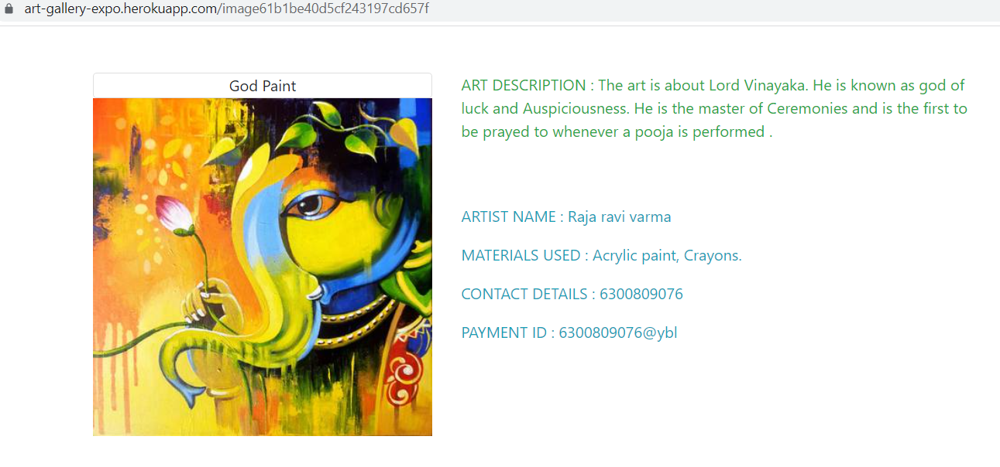 art-gallery-expo.herokuapp.com/image61b1be40d5cf243197cd657f
God Paint
ART DESCRIPTION : The art is about Lord Vinayaka. He is known as god of
luck and Auspiciousness. He is the master of Ceremonies and is the first to
be prayed to whenever a pooja is performed .
ARTIST NAME : Raja ravi varma
MATERIALS USED : Acrylic paint, Crayons.
CONTACT DETAILS : 6300809076
PAYMENT ID : 6300809076@ybl